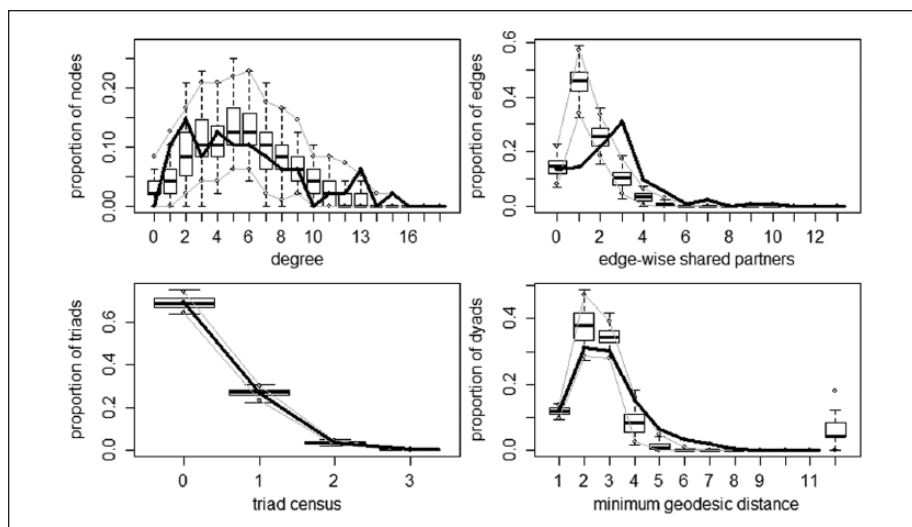 proportion of nodes
0.00 0.10 0.20
0 2 4 6 8 10 13 16
degree
proportion of edges
0.0 0.2 0.4 0.6
0 2 4 6 8 10 12
edge-wise shared partners
proportion of triads
0.0 0.2 0.4 0.6
0 1 2 3
triad census
proportion of dyads
0.0 0.2 0.4
1 2 3 4 5 6 7 8 9 11
minimum geodesic distance